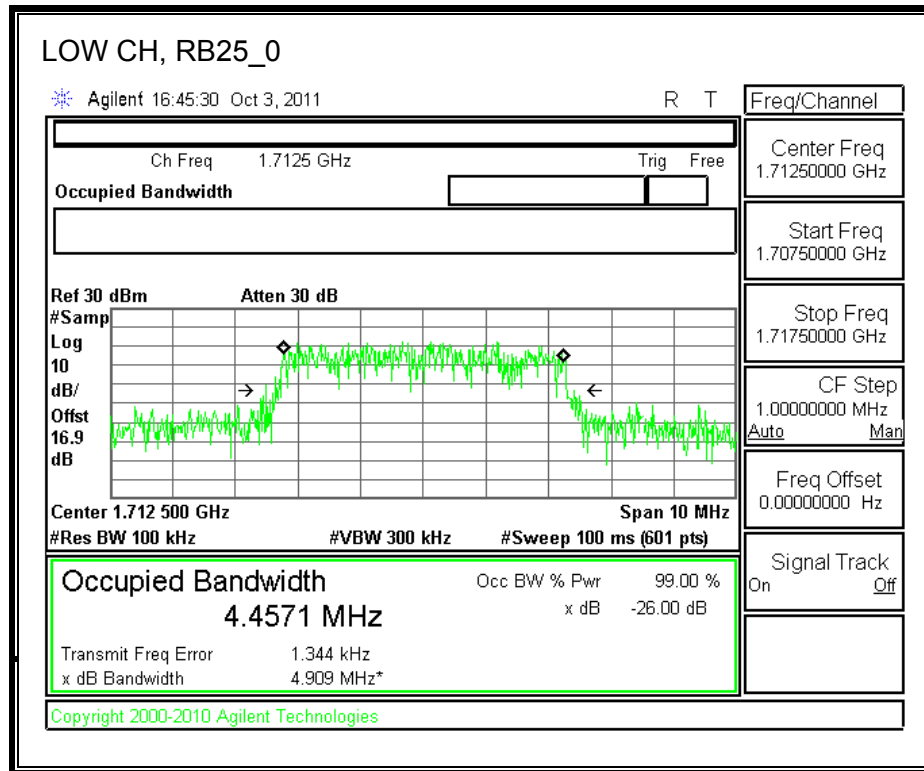 LOW CH, RB25_0
Agilent 16:45:30 Oct 3, 2011 R T
Freq/Channel
Ch Freq 1.7125 GHz Trig Free
Occupied Bandwidth
Center Freq
1.71250000 GHz
Start Freq
1.70750000 GHz
Stop Freq
1.71750000 GHz
CF Step
1.00000000 MHz
Auto Man
Freq Offset
0.00000000 Hz
Signal Track
On Off
Ref 30 dBm Atten 30 dB
#Samp
Log
10
dB/
Offst
16.9
dB
Center 1.712 500 GHz Span 10 MHz
#Res BW 100 kHz #VBW 300 kHz #Sweep 100 ms (601 pts)
Occupied Bandwidth
4.4571 MHz
Occ BW % Pwr 99.00 %
x dB -26.00 dB
Transmit Freq Error 1.344 kHz
x dB Bandwidth 4.909 MHz*
Copyright 2000-2010 Agilent Technologies